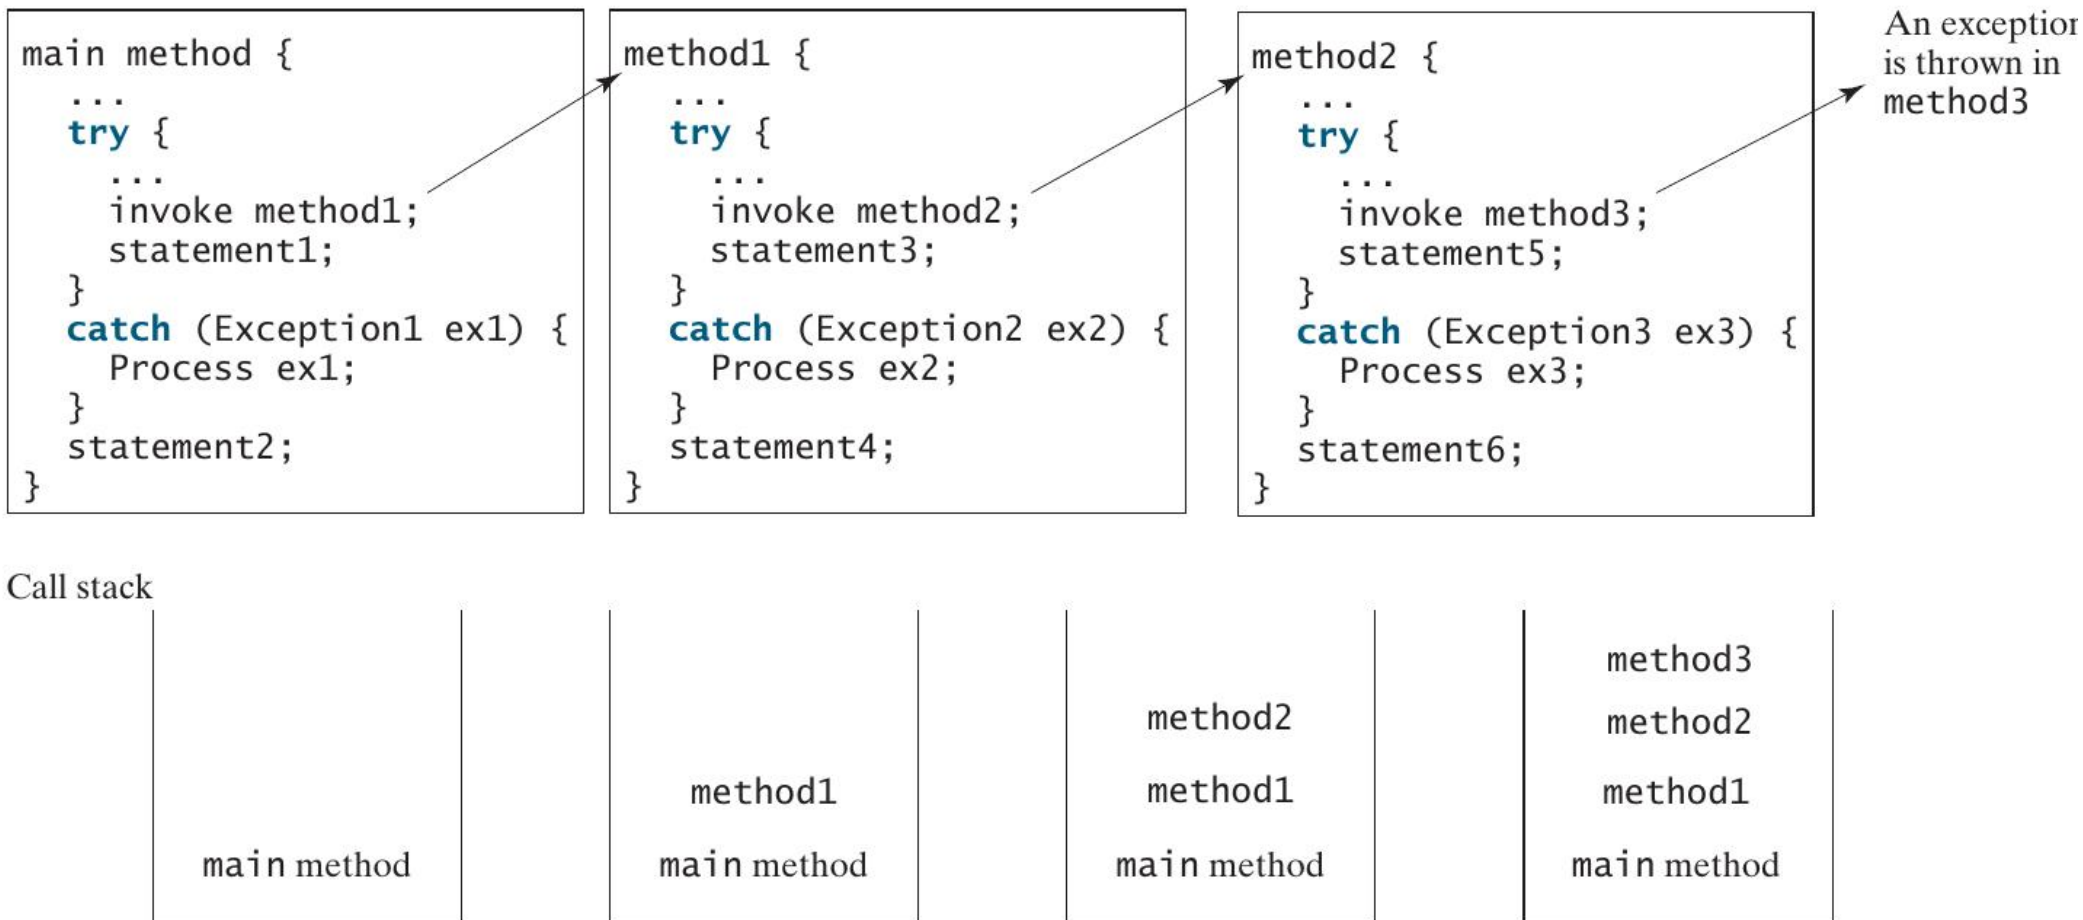 main method {
...
try {
...
invoke method1;
statement1;
}
catch (Exception1 ex1) {
Process ex1;
}
statement2;
}
method1 {
...
try {
...
invoke method2;
statement3;
}
catch (Exception2 ex2) {
Process ex2;
}
statement4;
}
method2 {
...
try {
...
invoke method3;
statement5;
}
catch (Exception3 ex3) {
Process ex3;
}
statement6;
}
An exception
is thrown in
method3
Call stack
main method
method1
main method
method2
method1
main method
method3
method2
method1
main method